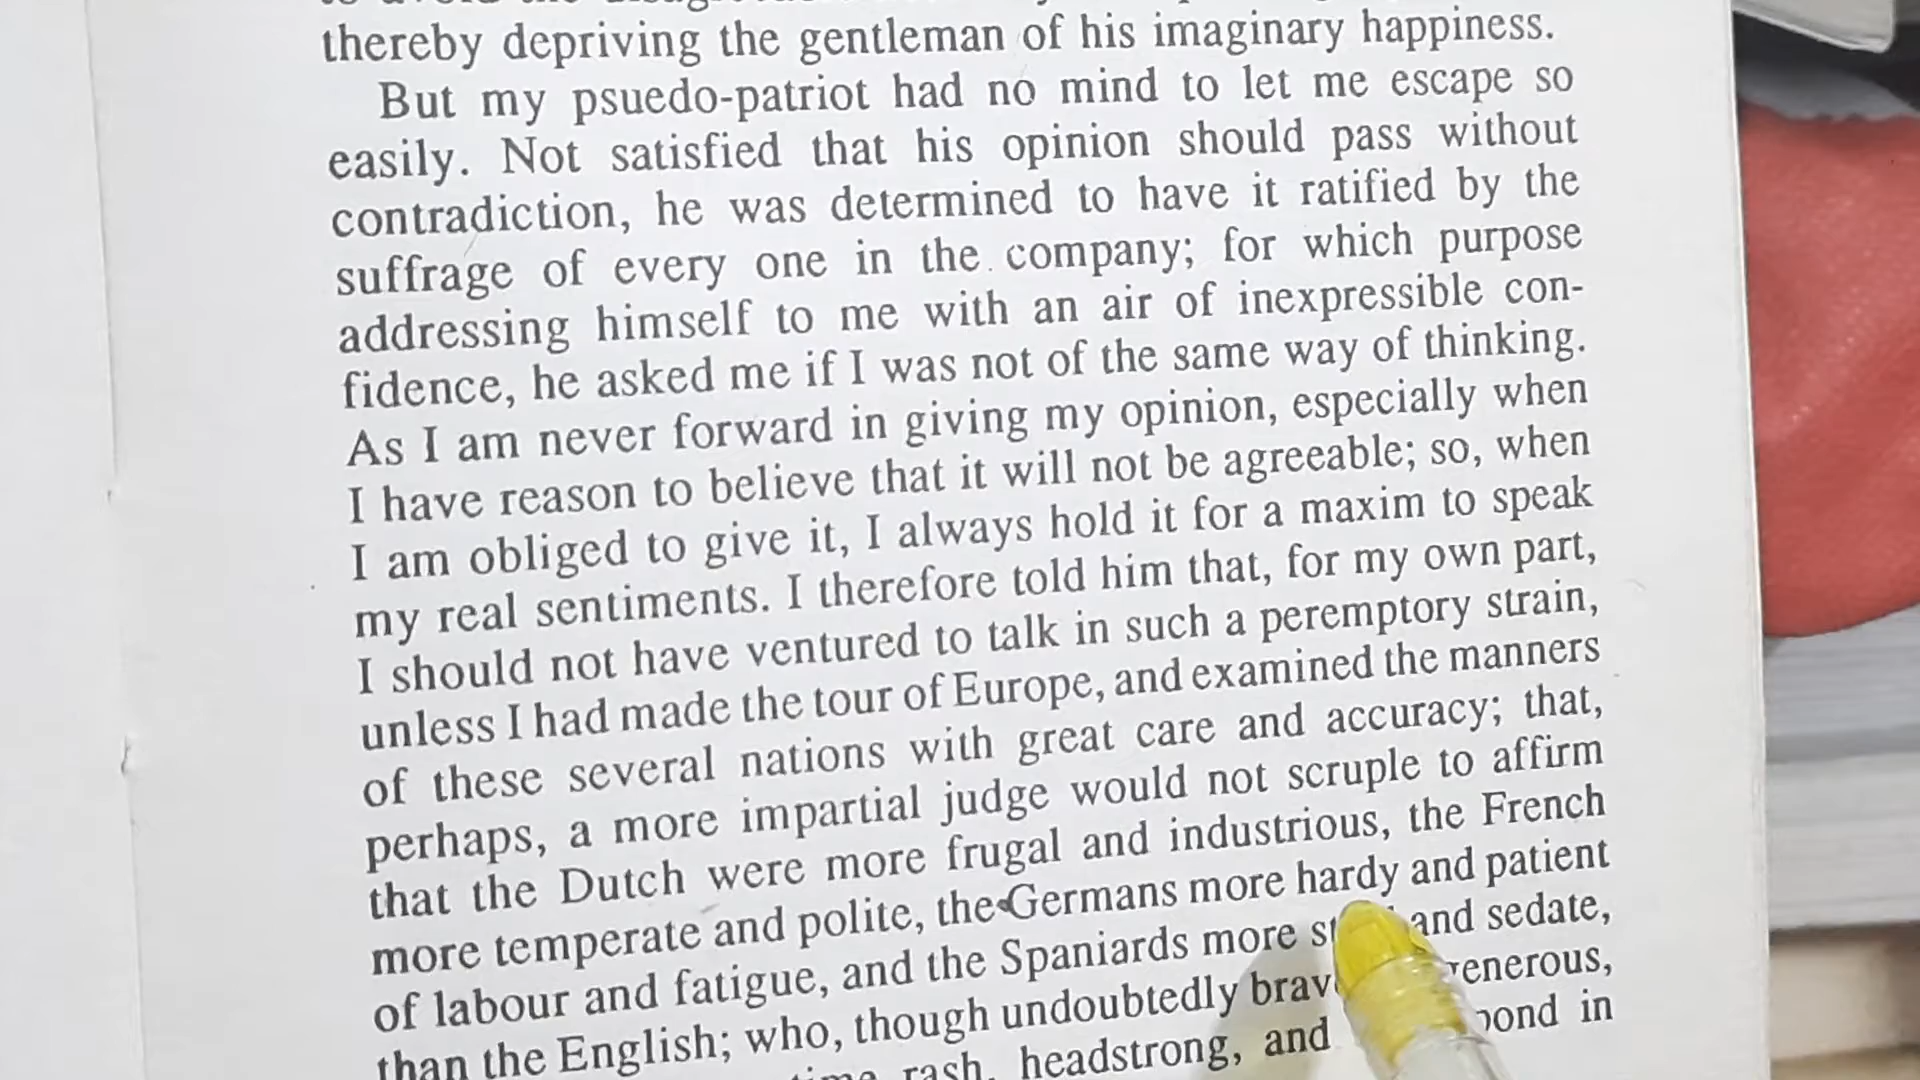 thereby depriving the gentleman of his imaginary happiness.
But my psuedo-patriot had no mind to let me escape so
easily. Not satisfied that his opinion should pass without
contradiction, he was determined to have it ratified by the
suffrage of every one in the company; for which purpose
addressing himself to me with an air of inexpressible con-
fidence, he asked me if I was not of the same way of thinking.
As I am never forward in giving my opinion, especially when
I have reason to believe that it will not be agreeable; so, when
I am obliged to give it, I always hold it for a maxim to speak
my real sentiments. I therefore told him that, for my own part,
I should not have ventured to talk in such a peremptory strain,
unless I had made the tour of Europe, and examined the manners
of these several nations with great care and accuracy; that,
perhaps, a more impartial judge would not scruple to affirm
that the Dutch were more frugal and industrious, the French
more temperate and polite, the Germans more hardy and patient
of labour and fatigue, and the Spaniards more and sedate,
than the English; who, though undoubtedly generous,
rash, headstrong, and in